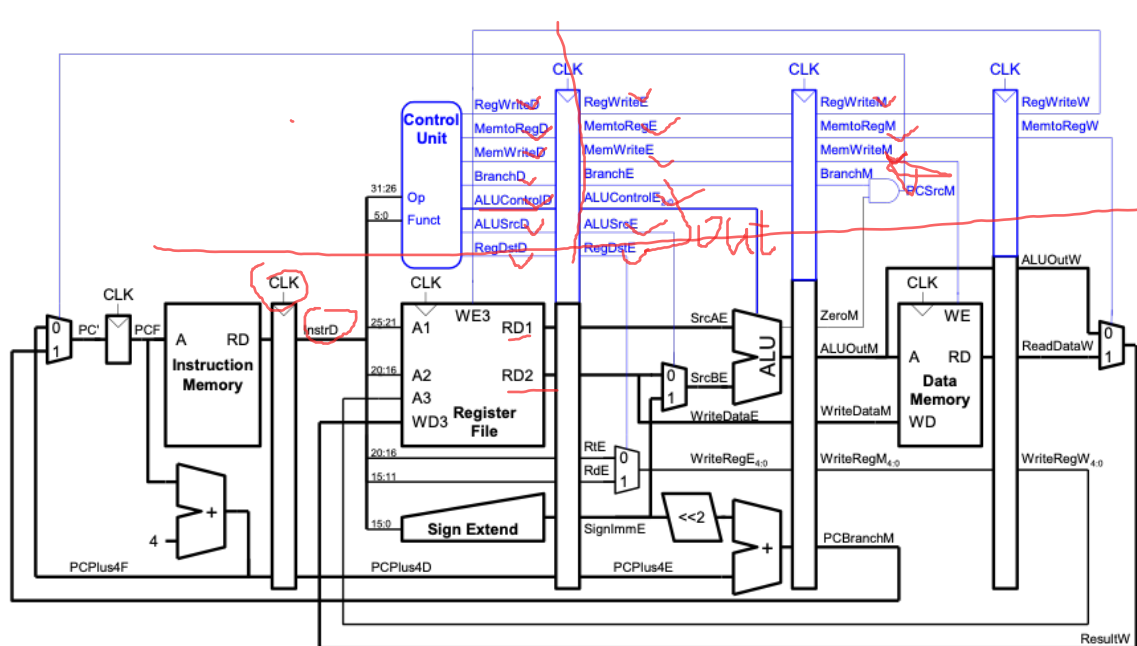 CLK CLK CLK
RegWriteD RegWriteE RegWriteM RegWriteW
Control Unit
MemtoRegD MemtoRegE MemtoRegM MemtoRegW
MemWriteD MemWriteE MemWriteM
BranchD BranchE BranchM
PCSrcM
31:26 Op
ALUControlD ALUControlE2:0
5:0 Funct
ALUSrcD ALUSrcE
out
RegDstD RegDstE
ALUOutW
CLK CLK CLK CLK
0 1 PC' PCF
A RD
Instruction Memory
InstrD
25:21 A1 WE3 RD1
SrcAE
ZeroM
WE
0 1
ALU
ALUOutM
A RD
ReadDataW
20:16 A2 RD2
0 1 SrcBE
Data Memory
A3
WD3
Register File
WriteDataE WriteDataM WD
20:16 RtE 0
15:11 RdE 1
WriteRegE4:0 WriteRegM4:0 WriteRegW4:0
+
4
15:0 Sign Extend SignImmE
<<2
+
PCBranchM
PCPlus4F PCPlus4D PCPlus4E
ResultW